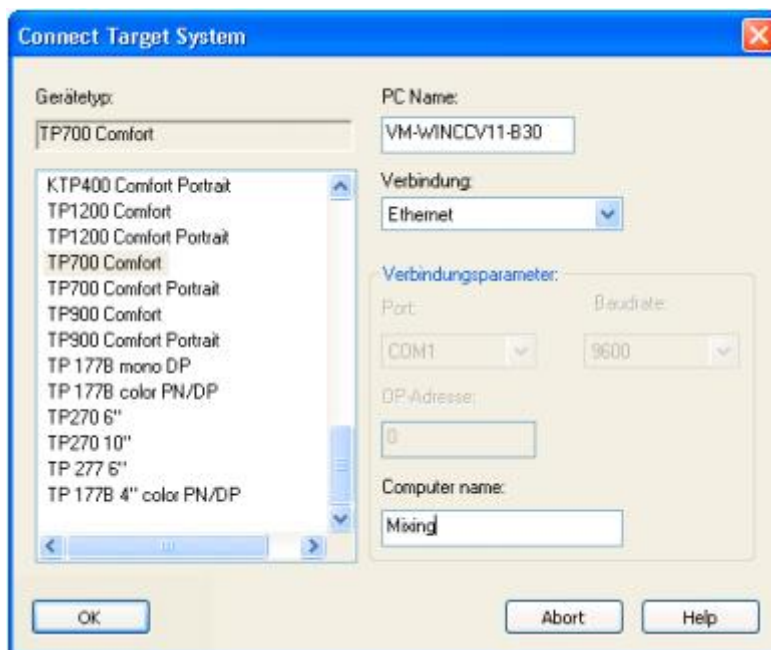 Connect Target System
Gerätetyp:
TP700 Comfort
KTP400 Comfort Portrait
TP1200 Comfort
TP1200 Comfort Portrait
TP700 Comfort
TP700 Comfort Portrait
TP900 Comfort
TP900 Comfort Portrait
TP 177B mono DP
TP 177B color PN/DP
TP270 6"
TP270 10"
TP 277 6"
TP 177B 4" color PN/DP
PC Name:
VM-WINCCV11-B30
Verbindung:
Ethernet
Verbindungsparameter:
Port:
Baudrate:
COM1
9600
DP-Adresse:
0
Computer name:
Mixing
OK
Abort
Help